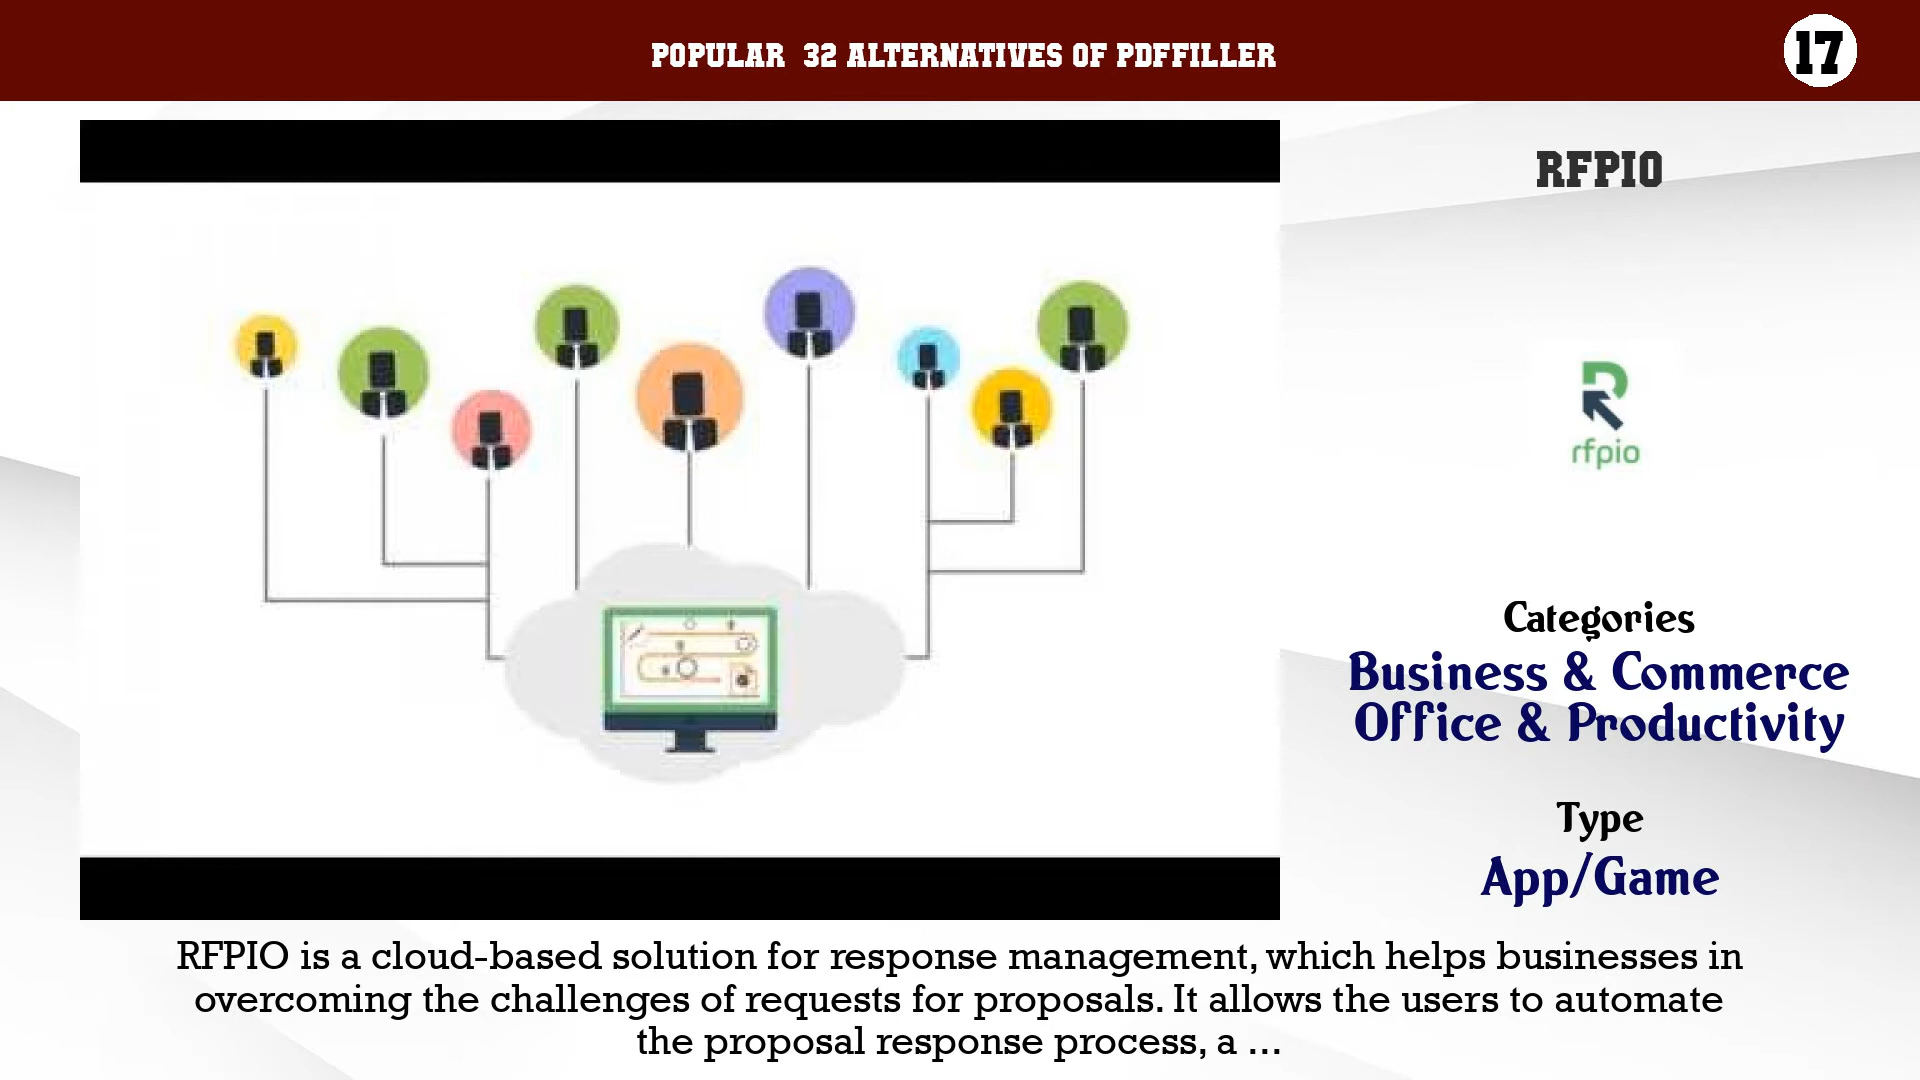 POPULAR 32 ALTERNATIVES OF PDFFILLER
17
RFPIO
rfpio
Categories
Business & Commerce
Office & Productivity
Type
App/Game
RFPIO is a cloud-based solution for response management, which helps businesses in
overcoming the challenges of requests for proposals. It allows the users to automate
the proposal response process, a ...